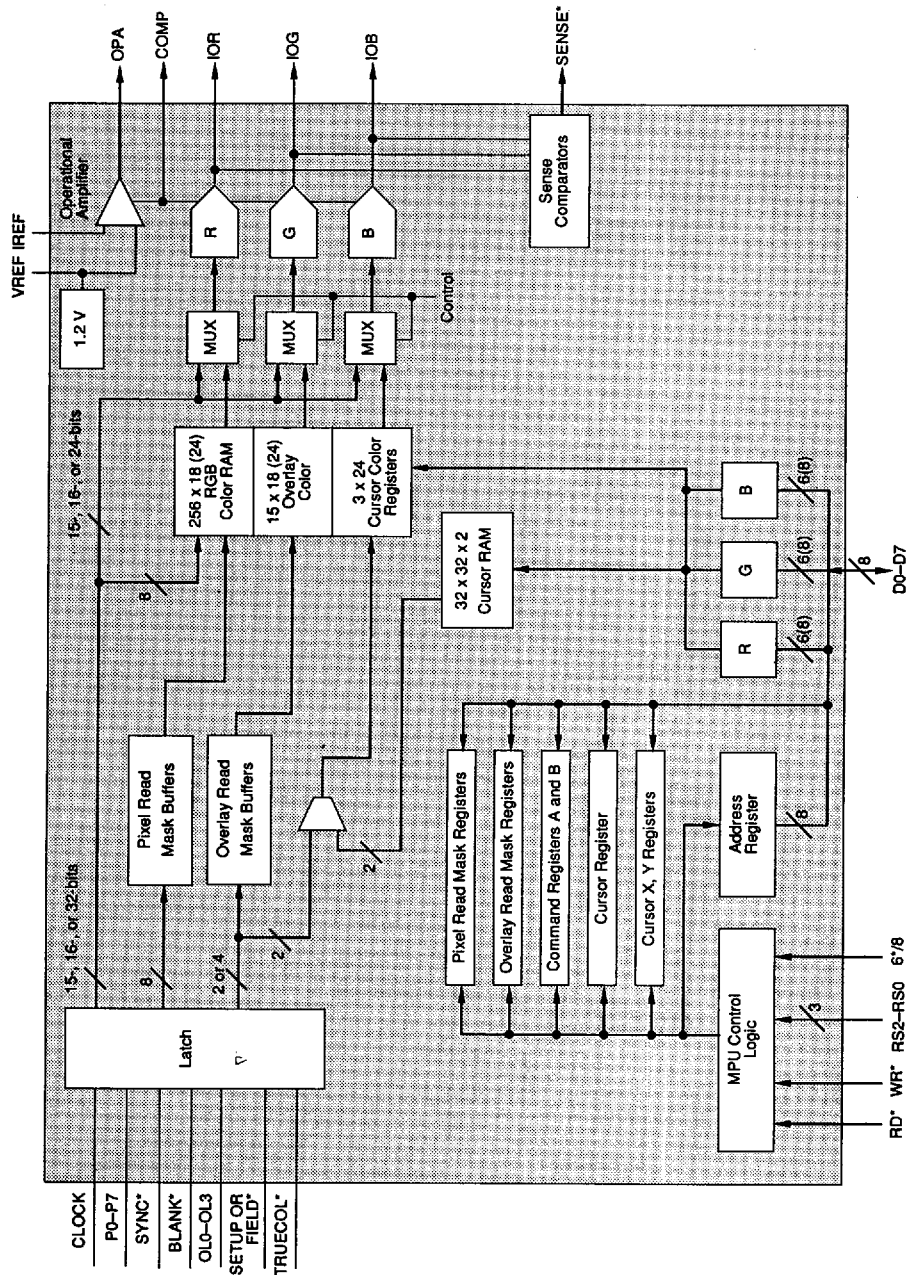 CLOCK
P0–P7
SYNC*
BLANK*
OL0–OL3
SETUP OR
FIELD*
TRUECOL*
Latch
15-, 16-, or 32-bits
8
2 or 4
2
Pixel Read
Mask Buffers
Overlay Read
Mask Buffers
2
15-, 16-, or 24-bits
8
256 x 18 (24)
RGB
Color RAM
15 x 18 (24)
Overlay
Color
3 x 24
Cursor Color
Registers
32 x 32 x 2
Cursor RAM
MUX
MUX
MUX
Control
1.2 V
VREF IREF
Operational
Amplifier
R
G
B
OPA
COMP
IOR
IOG
IOB
Sense
Comparators
SENSE*
Pixel Read Mask Registers
Overlay Read Mask Registers
Command Registers A and B
Cursor Register
Cursor X, Y Registers
MPU Control
Logic
Address
Register
8
R
G
B
6(8)
6(8)
6(8)
8
D0–D7
3
RD*
WR*
RS2–RS0
6*/8